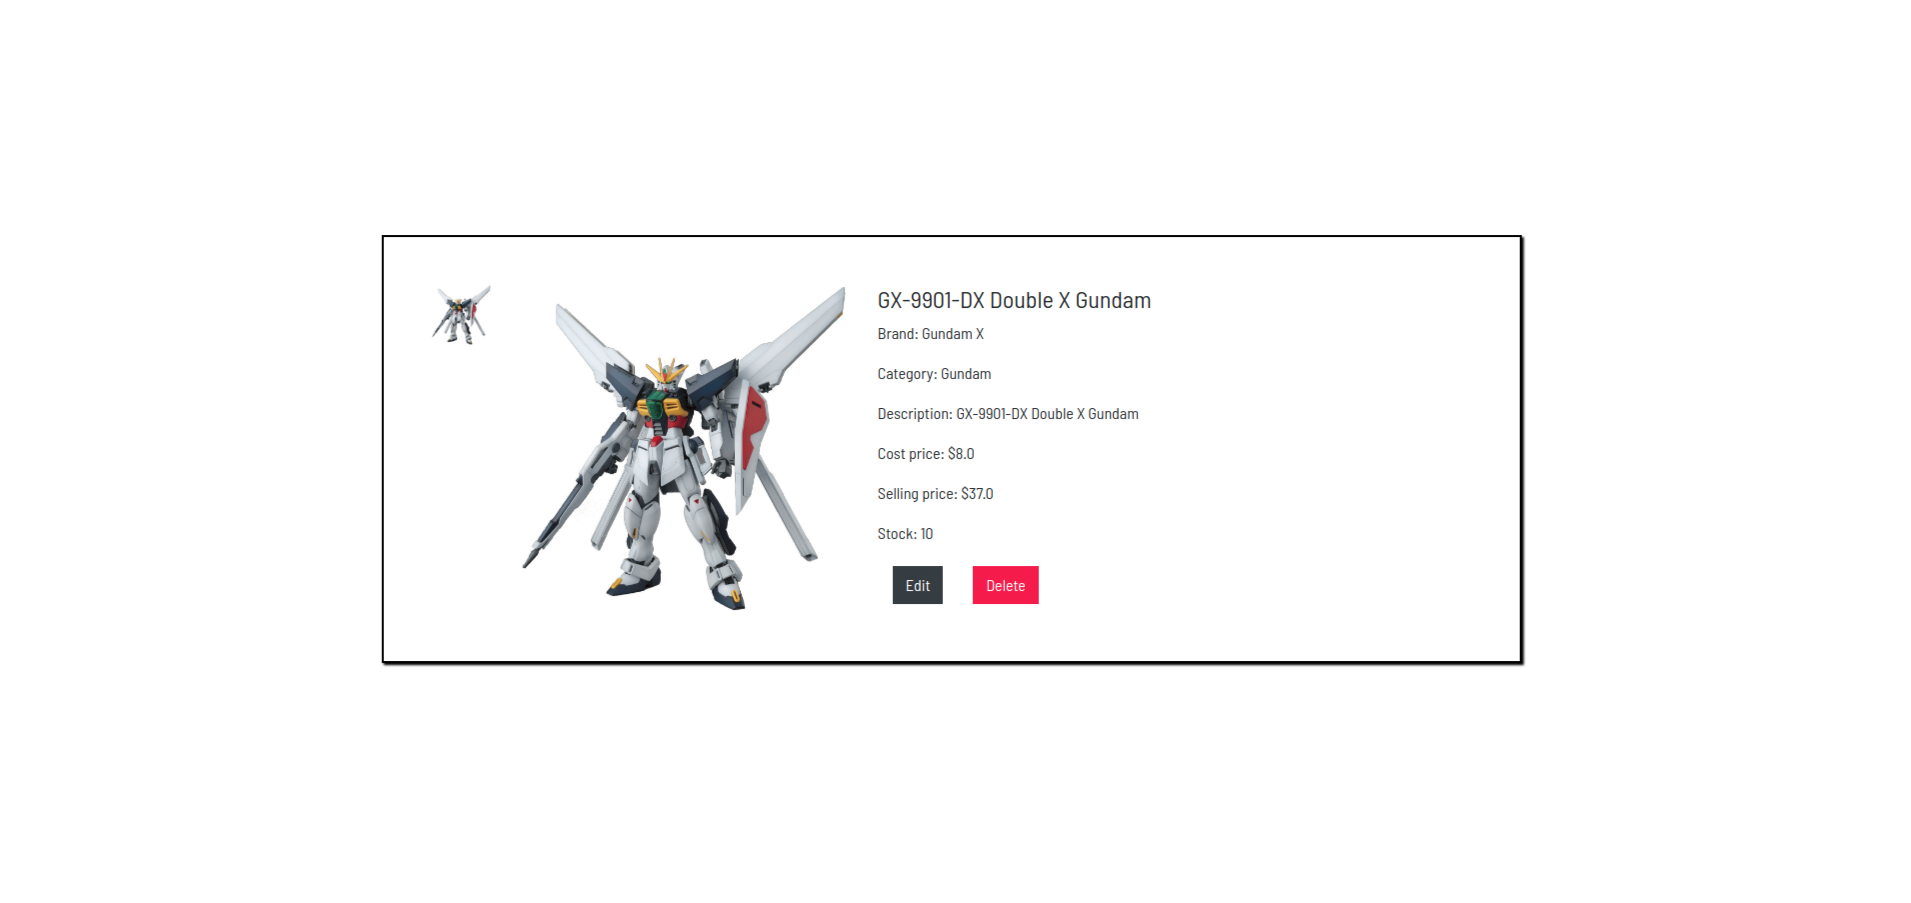 GX-9901-DX Double X Gundam
Brand: Gundam X
Category: Gundam
Description: GX-9901-DX Double X Gundam
Cost price: $8.0
Selling price: $37.0
Stock: 10
Edit
Delete